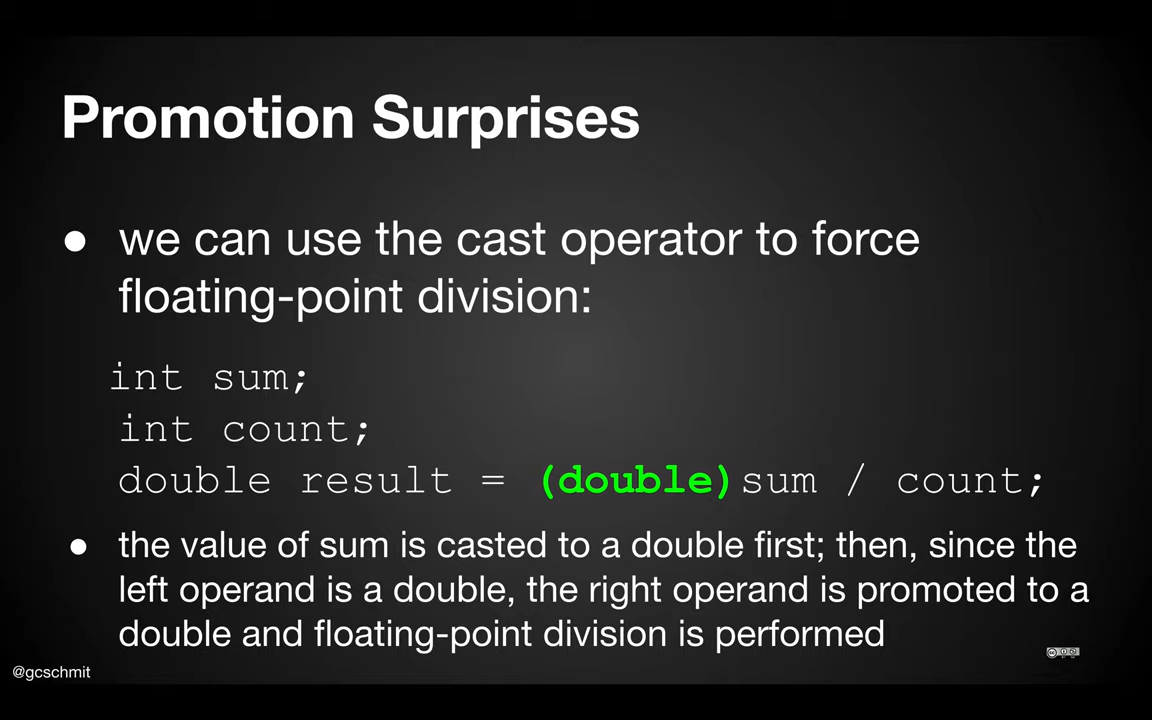 Promotion Surprises
● we can use the cast operator to force
floating-point division:
int sum;
int count;
double result = (double)sum / count;
● the value of sum is casted to a double first; then, since the
left operand is a double, the right operand is promoted to a
double and floating-point division is performed
@gcschmit